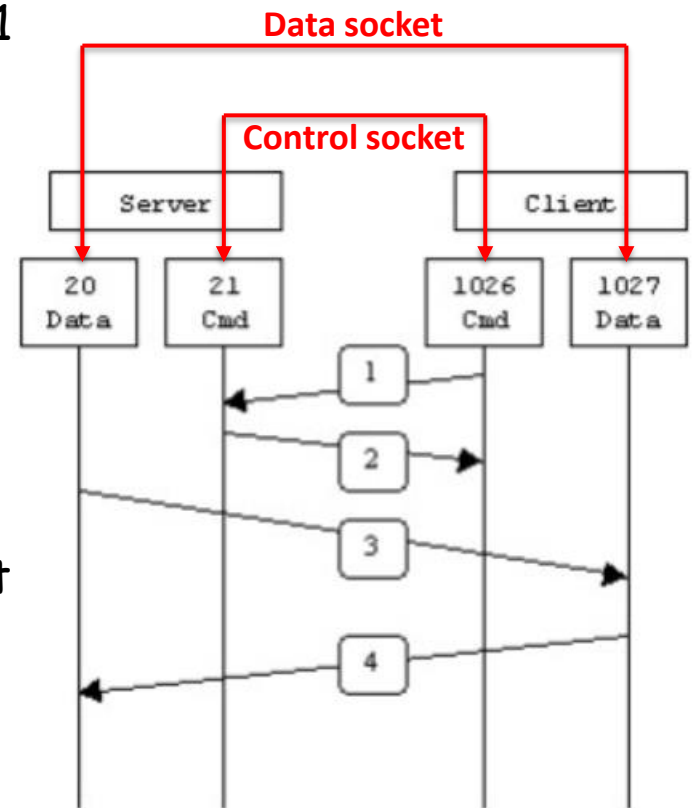 Data socket
Control socket
Server
Client
20
Data
21
Cmd
1026
Cmd
1027
Data
1
2
3
4